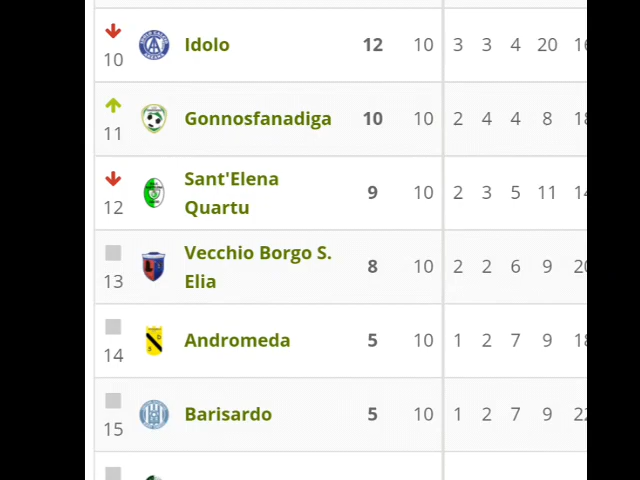 10 Idolo 12 10 3 3 4 20
11 Gonnosfanadiga 10 10 2 4 4 8
12 Sant'Elena Quartu 9 10 2 3 5 11
13 Vecchio Borgo S. Elia 8 10 2 2 6 9
14 Andromeda 5 10 1 2 7 9
15 Barisardo 5 10 1 2 7 9